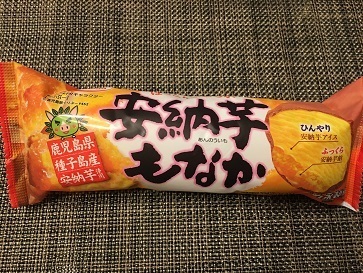 安納芋
あんのういも
もなか
鹿児島県
種子島産
安納芋使用
ひんやり
安納芋アイス
ふっくら
安納芋餡